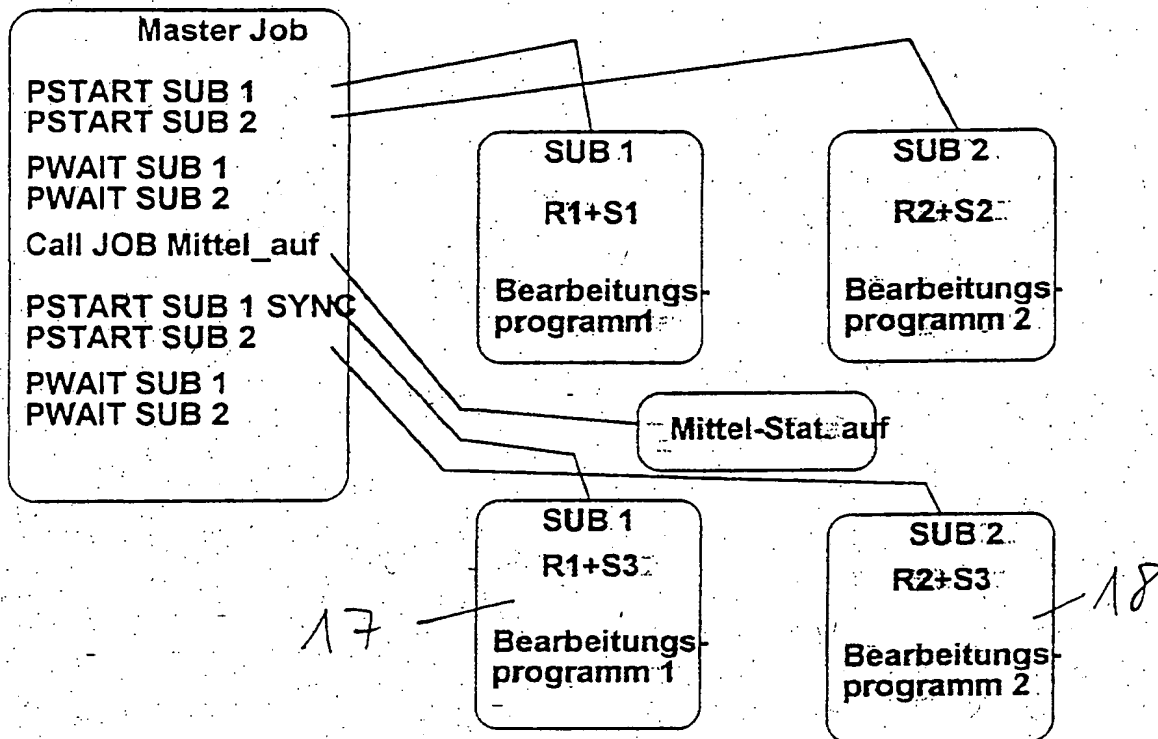 Master Job
PSTART SUB 1
PSTART SUB 2
PWAIT SUB 1
PWAIT SUB 2
Call JOB Mittel_auf
PSTART SUB 1 SYNC
PSTART SUB 2
PWAIT SUB 1
PWAIT SUB 2
SUB 1
R1+S1
Bearbeitungs-
programm1
SUB 2
R2+S2
Bearbeitungs-
programm 2
Mittel-Stat. auf
SUB 1
R1+S3
Bearbeitungs-
programm 1
17
SUB 2
R2+S3
Bearbeitungs-
programm 2
18